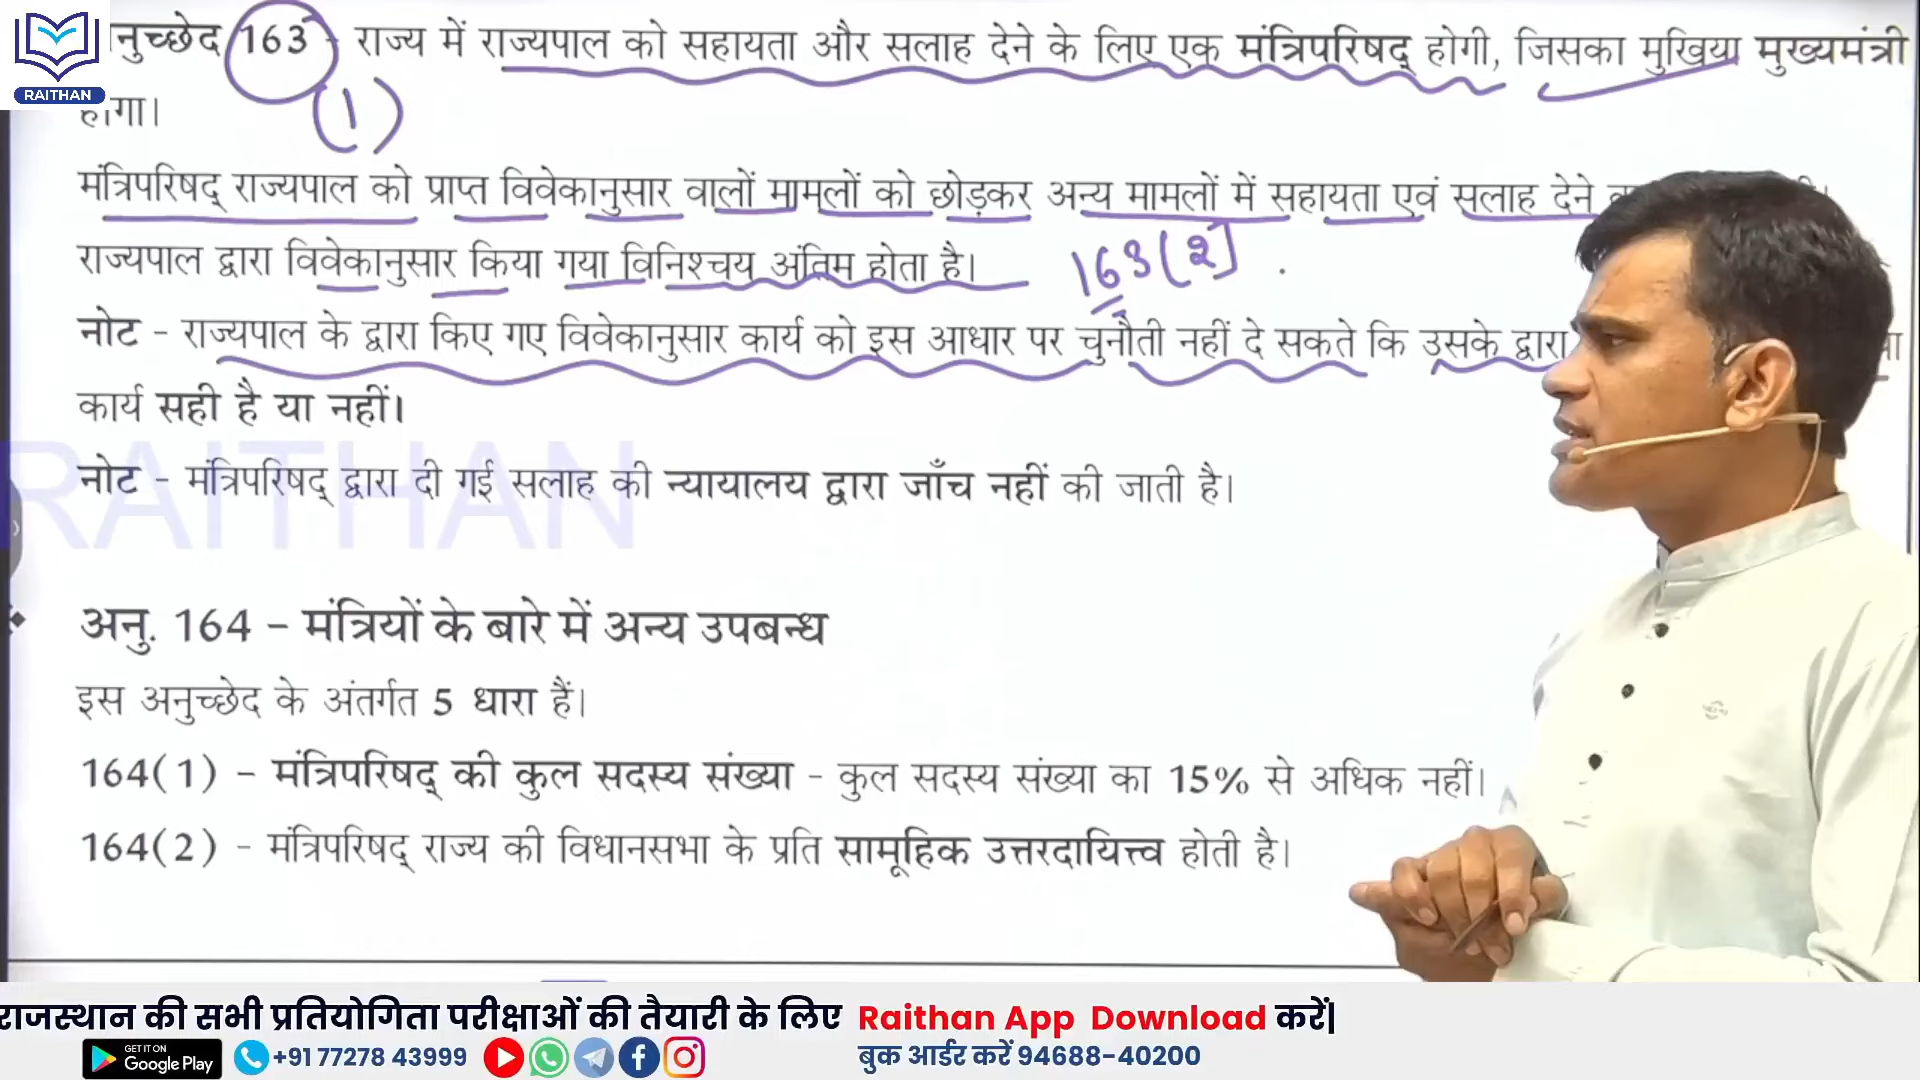 RAITHAN
नुच्छेद 163 - राज्य में राज्यपाल को सहायता और सलाह देने के लिए एक मंत्रिपरिषद् होगी, जिसका मुखिया मुख्यमंत्री
होगा।
(1)
मंत्रिपरिषद् राज्यपाल को प्राप्त विवेकानुसार वालों मामलों को छोड़कर अन्य मामलों में सहायता एवं सलाह देने
राज्यपाल द्वारा विवेकानुसार किया गया विनिश्चय अंतिम होता है। 163(2)
नोट - राज्यपाल के द्वारा किए गए विवेकानुसार कार्य को इस आधार पर चुनौती नहीं दे सकते कि उसके द्वारा
कार्य सही है या नहीं।
RAITHAN
नोट - मंत्रिपरिषद् द्वारा दी गई सलाह की न्यायालय द्वारा जाँच नहीं की जाती है।
अनु. 164 - मंत्रियों के बारे में अन्य उपबन्ध
इस अनुच्छेद के अंतर्गत 5 धारा हैं।
164(1) - मंत्रिपरिषद् की कुल सदस्य संख्या - कुल सदस्य संख्या का 15% से अधिक नहीं।
164(2) - मंत्रिपरिषद् राज्य की विधानसभा के प्रति सामूहिक उत्तरदायित्त्व होती है।
राजस्थान की सभी प्रतियोगिता परीक्षाओं की तैयारी के लिए Raithan App Download करें|
GET IT ON
Google Play
+91 77278 43999
बुक आर्डर करें 94688-40200